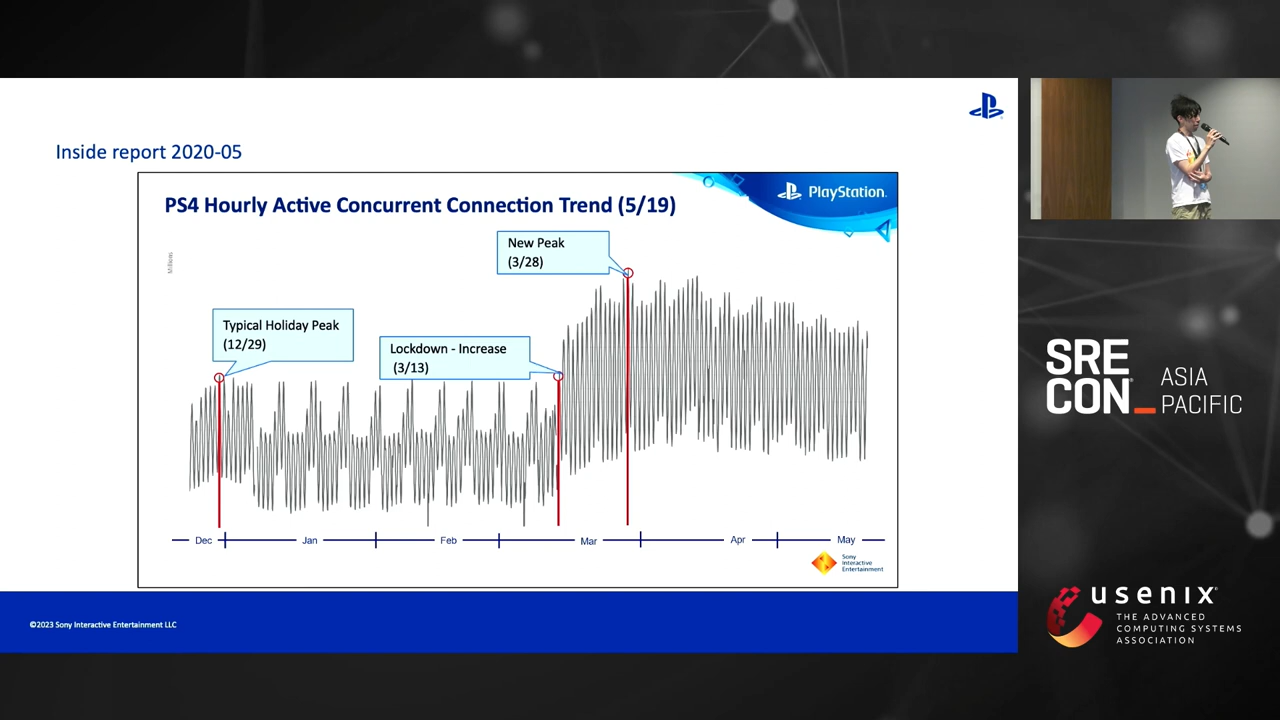 Inside report 2020-05
PS4 Hourly Active Concurrent Connection Trend (5/19)
PlayStation
Millions
New Peak
(3/28)
Typical Holiday Peak
(12/29)
Lockdown - Increase
(3/13)
Dec
Jan
Feb
Mar
Apr
May
Sony
Interactive
Entertainment
©2023 Sony Interactive Entertainment LLC
SRE
CON_
ASIA
PACIFIC
usenix
THE ADVANCED
COMPUTING SYSTEMS
ASSOCIATION